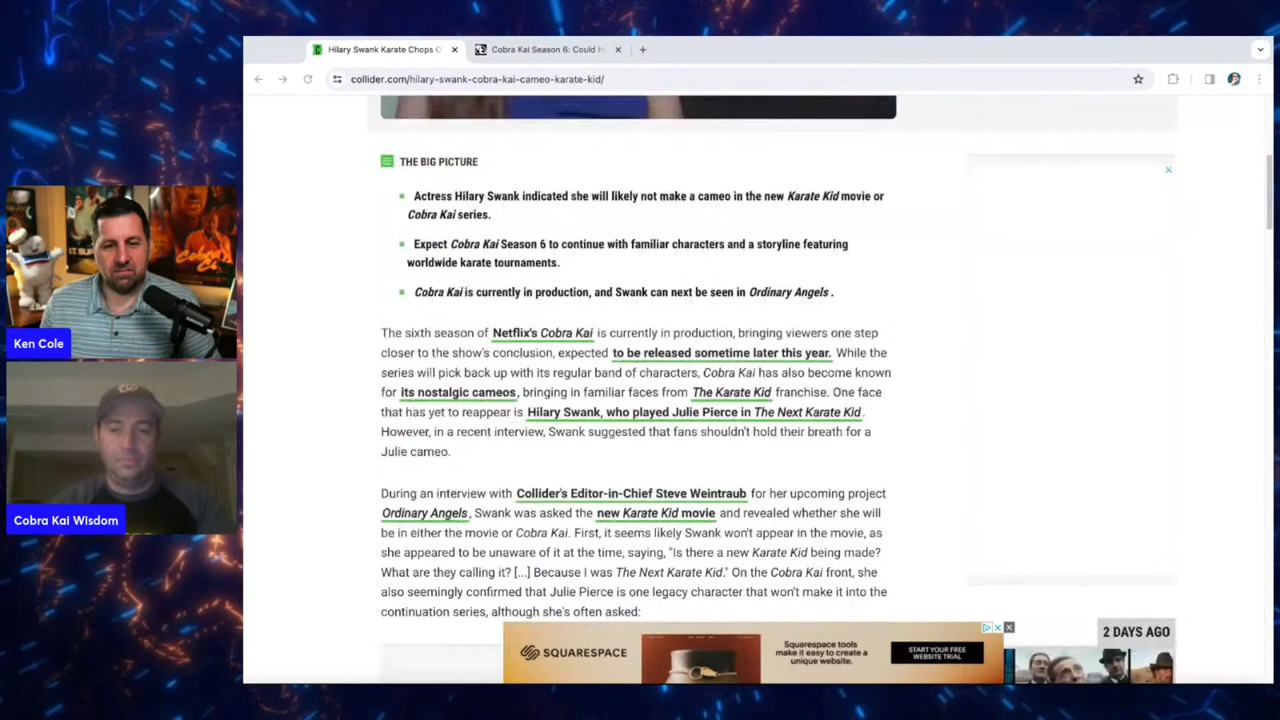 Hilary Swank Karate Chops
Cobra Kai Season 6: Could H
collider.com/hilary-swank-cobra-kai-cameo-karate-kid/
THE BIG PICTURE
Actress Hilary Swank indicated she will likely not make a cameo in the new Karate Kid movie or
Cobra Kai series.
Expect Cobra Kai Season 6 to continue with familiar characters and a storyline featuring
worldwide karate tournaments.
Cobra Kai is currently in production, and Swank can next be seen in Ordinary Angels .
The sixth season of Netflix's Cobra Kai is currently in production, bringing viewers one step
closer to the show's conclusion, expected to be released sometime later this year. While the
series will pick back up with its regular band of characters, Cobra Kai has also become known
for its nostalgic cameos, bringing in familiar faces from The Karate Kid franchise. One face
that has yet to reappear is Hilary Swank, who played Julie Pierce in The Next Karate Kid.
However, in a recent interview, Swank suggested that fans shouldn't hold their breath for a
Julie cameo.
During an interview with Collider's Editor-in-Chief Steve Weintraub for her upcoming project
Ordinary Angels, Swank was asked the new Karate Kid movie and revealed whether she will
be in either the movie or Cobra Kai. First, it seems likely Swank won't appear in the movie, as
she appeared to be unaware of it at the time, saying, "Is there a new Karate Kid being made?
What are they calling it? [...] Because I was The Next Karate Kid." On the Cobra Kai front, she
also seemingly confirmed that Julie Pierce is one legacy character that won't make it into the
continuation series, although she's often asked:
SQUARESPACE
Squarespace tools
make it easy to create a
unique website.
START YOUR FREE
WEBSITE TRIAL
2 DAYS AGO
Ken Cole
Cobra Kai Wisdom